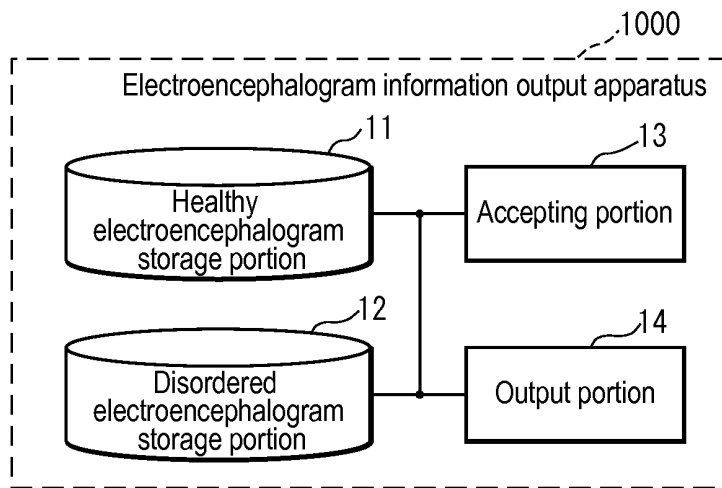 1000
Electroencephalogram information output apparatus
11
Healthy
electroencephalogram
storage portion
13
Accepting portion
12
Disordered
electroencephalogram
storage portion
14
Output portion